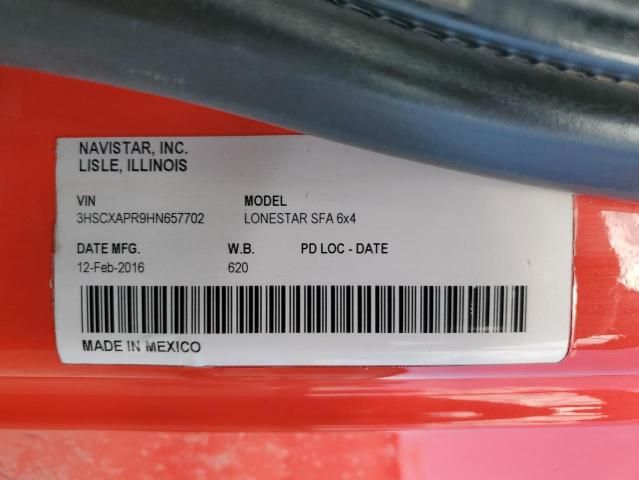 NAVISTAR, INC.
LISLE, ILLINOIS
VIN MODEL
3HSCXAPR9HN657702 LONESTAR SFA 6x4
DATE MFG. W.B. PD LOC - DATE
12-Feb-2016 620
MADE IN MEXICO